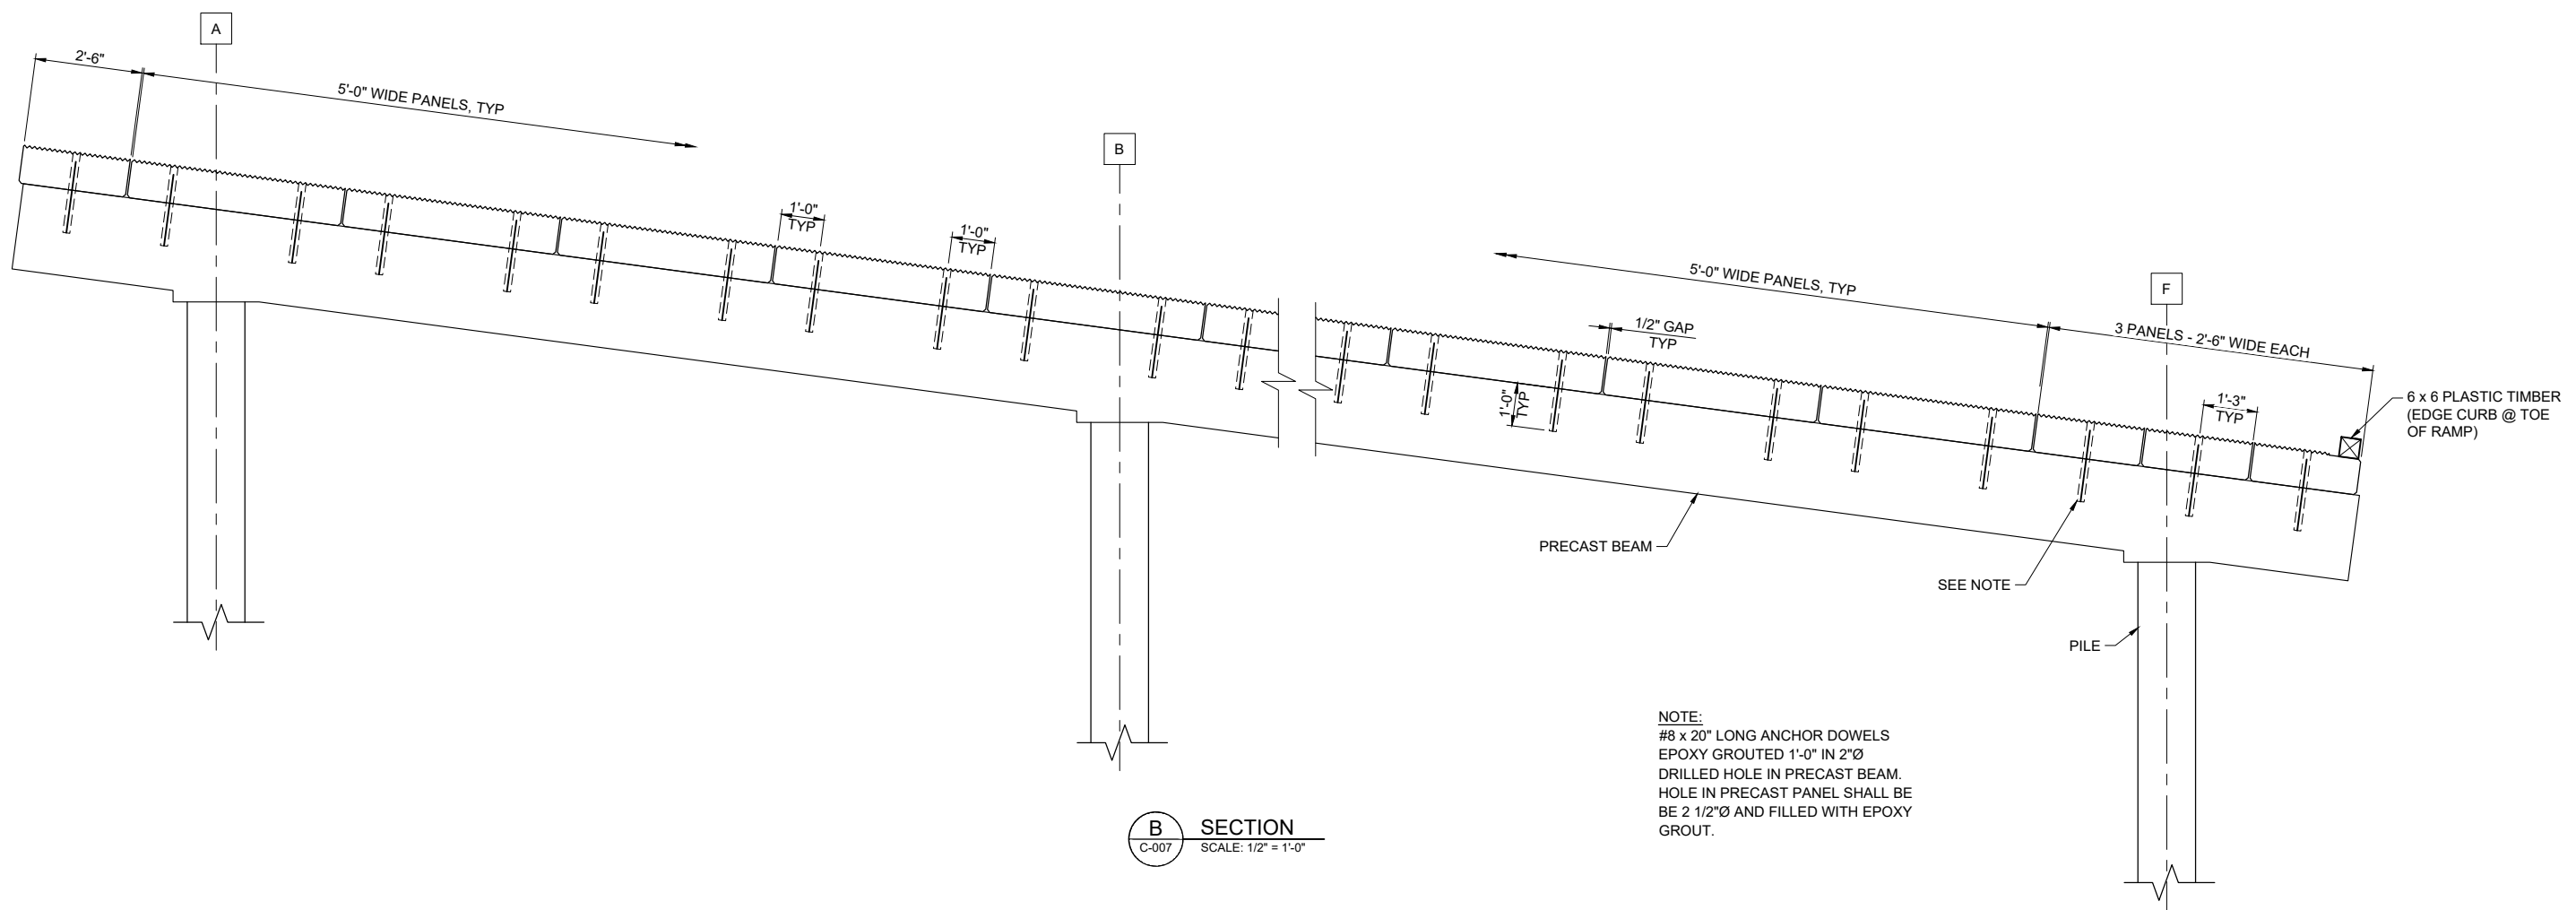 A
2'-6"
5'-0" WIDE PANELS, TYP
B
1'-0"
TYP
1'-0"
TYP
5'-0" WIDE PANELS, TYP
F
1/2" GAP
TYP
3 PANELS - 2'-6" WIDE EACH
1'-0"
TYP
1'-3"
TYP
6 x 6 PLASTIC TIMBER
(EDGE CURB @ TOE
OF RAMP)
PRECAST BEAM
SEE NOTE
PILE
NOTE:
#8 x 20" LONG ANCHOR DOWELS
EPOXY GROUTED 1'-0" IN 2"Ø
DRILLED HOLE IN PRECAST BEAM.
HOLE IN PRECAST PANEL SHALL BE
BE 2 1/2"Ø AND FILLED WITH EPOXY
GROUT.
B
C-007
SECTION
SCALE: 1/2" = 1'-0"